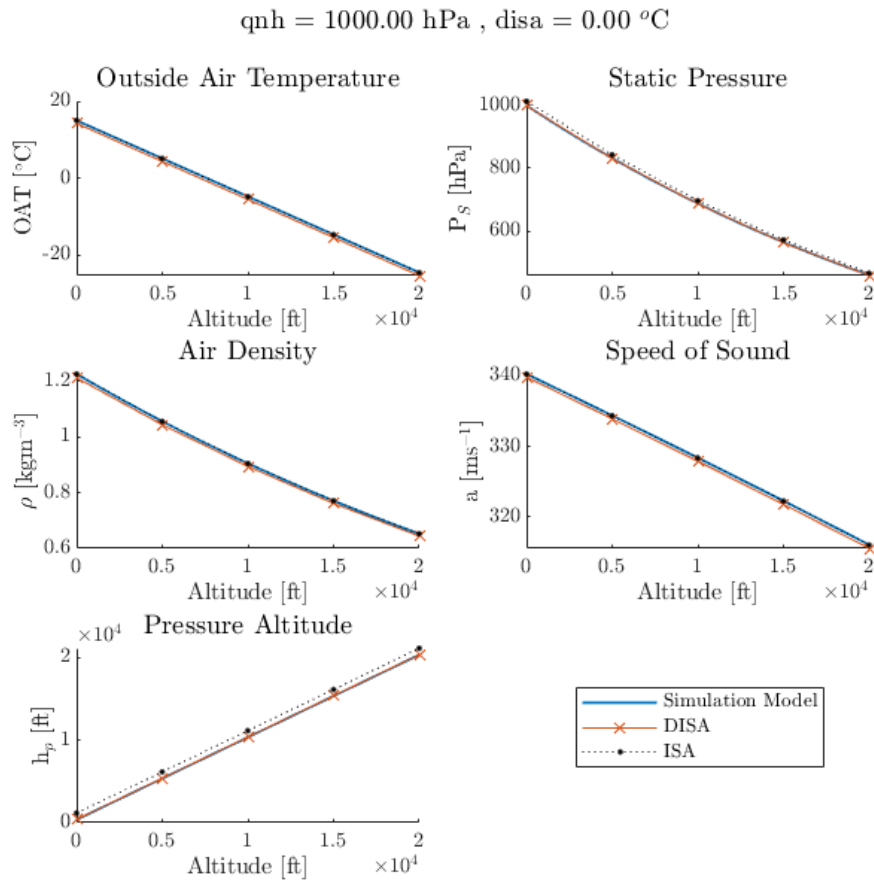 qnh = 1000.00 hPa , disa = 0.00 °C
Outside Air Temperature
20
0
-20
OAT [°C]
0 0.5 1 1.5 2
Altitude [ft] ×10⁴
Static Pressure
1000
800
600
P_S [hPa]
0 0.5 1 1.5 2
Altitude [ft] ×10⁴
Air Density
1.2
1
0.8
0.6
ρ [kgm⁻³]
0 0.5 1 1.5 2
Altitude [ft] ×10⁴
Speed of Sound
340
330
320
a [ms⁻¹]
0 0.5 1 1.5 2
Altitude [ft] ×10⁴
Pressure Altitude
×10⁴
2
1
0
h_p [ft]
0 0.5 1 1.5 2
Altitude [ft] ×10⁴
Simulation Model
DISA
ISA